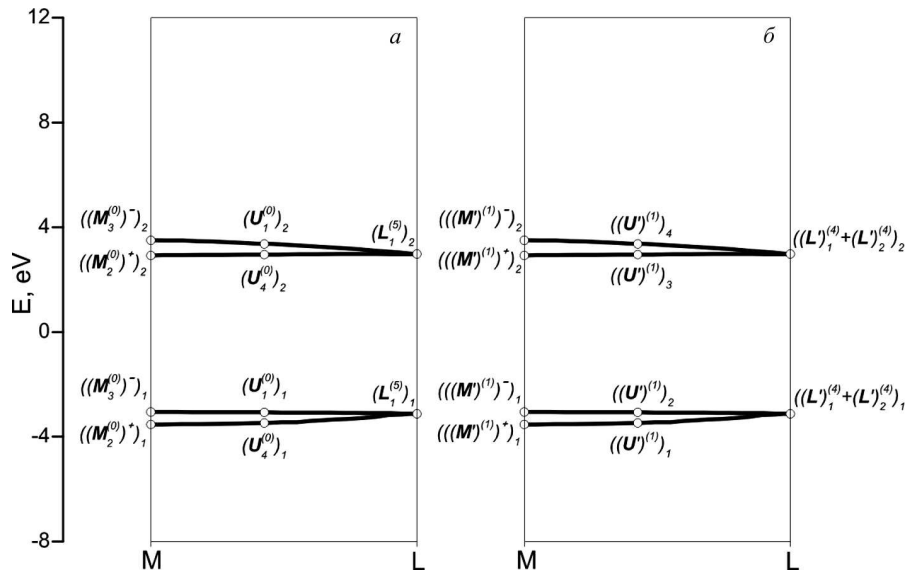 12
8
4
0
-4
-8
E, eV
а
((M₃⁽⁰⁾)⁻)₂
(U₁⁽⁰⁾)₂
(L₁⁽⁵⁾)₂
((M₂⁽⁰⁾)⁺)₂
(U₄⁽⁰⁾)₂
((M₃⁽⁰⁾)⁻)₁
(U₁⁽⁰⁾)₁
(L₁⁽⁵⁾)₁
((M₂⁽⁰⁾)⁺)₁
(U₄⁽⁰⁾)₁
M
L
б
(((M')⁽¹⁾)⁻)₂
((U')⁽¹⁾)₄
((L')₁⁽⁴⁾+(L')₂⁽⁴⁾)₂
(((M')⁽¹⁾)⁺)₂
((U')⁽¹⁾)₃
(((M')⁽¹⁾)⁻)₁
((U')⁽¹⁾)₂
((L')₁⁽⁴⁾+(L')₂⁽⁴⁾)₁
(((M')⁽¹⁾)⁺)₁
((U')⁽¹⁾)₁
M
L